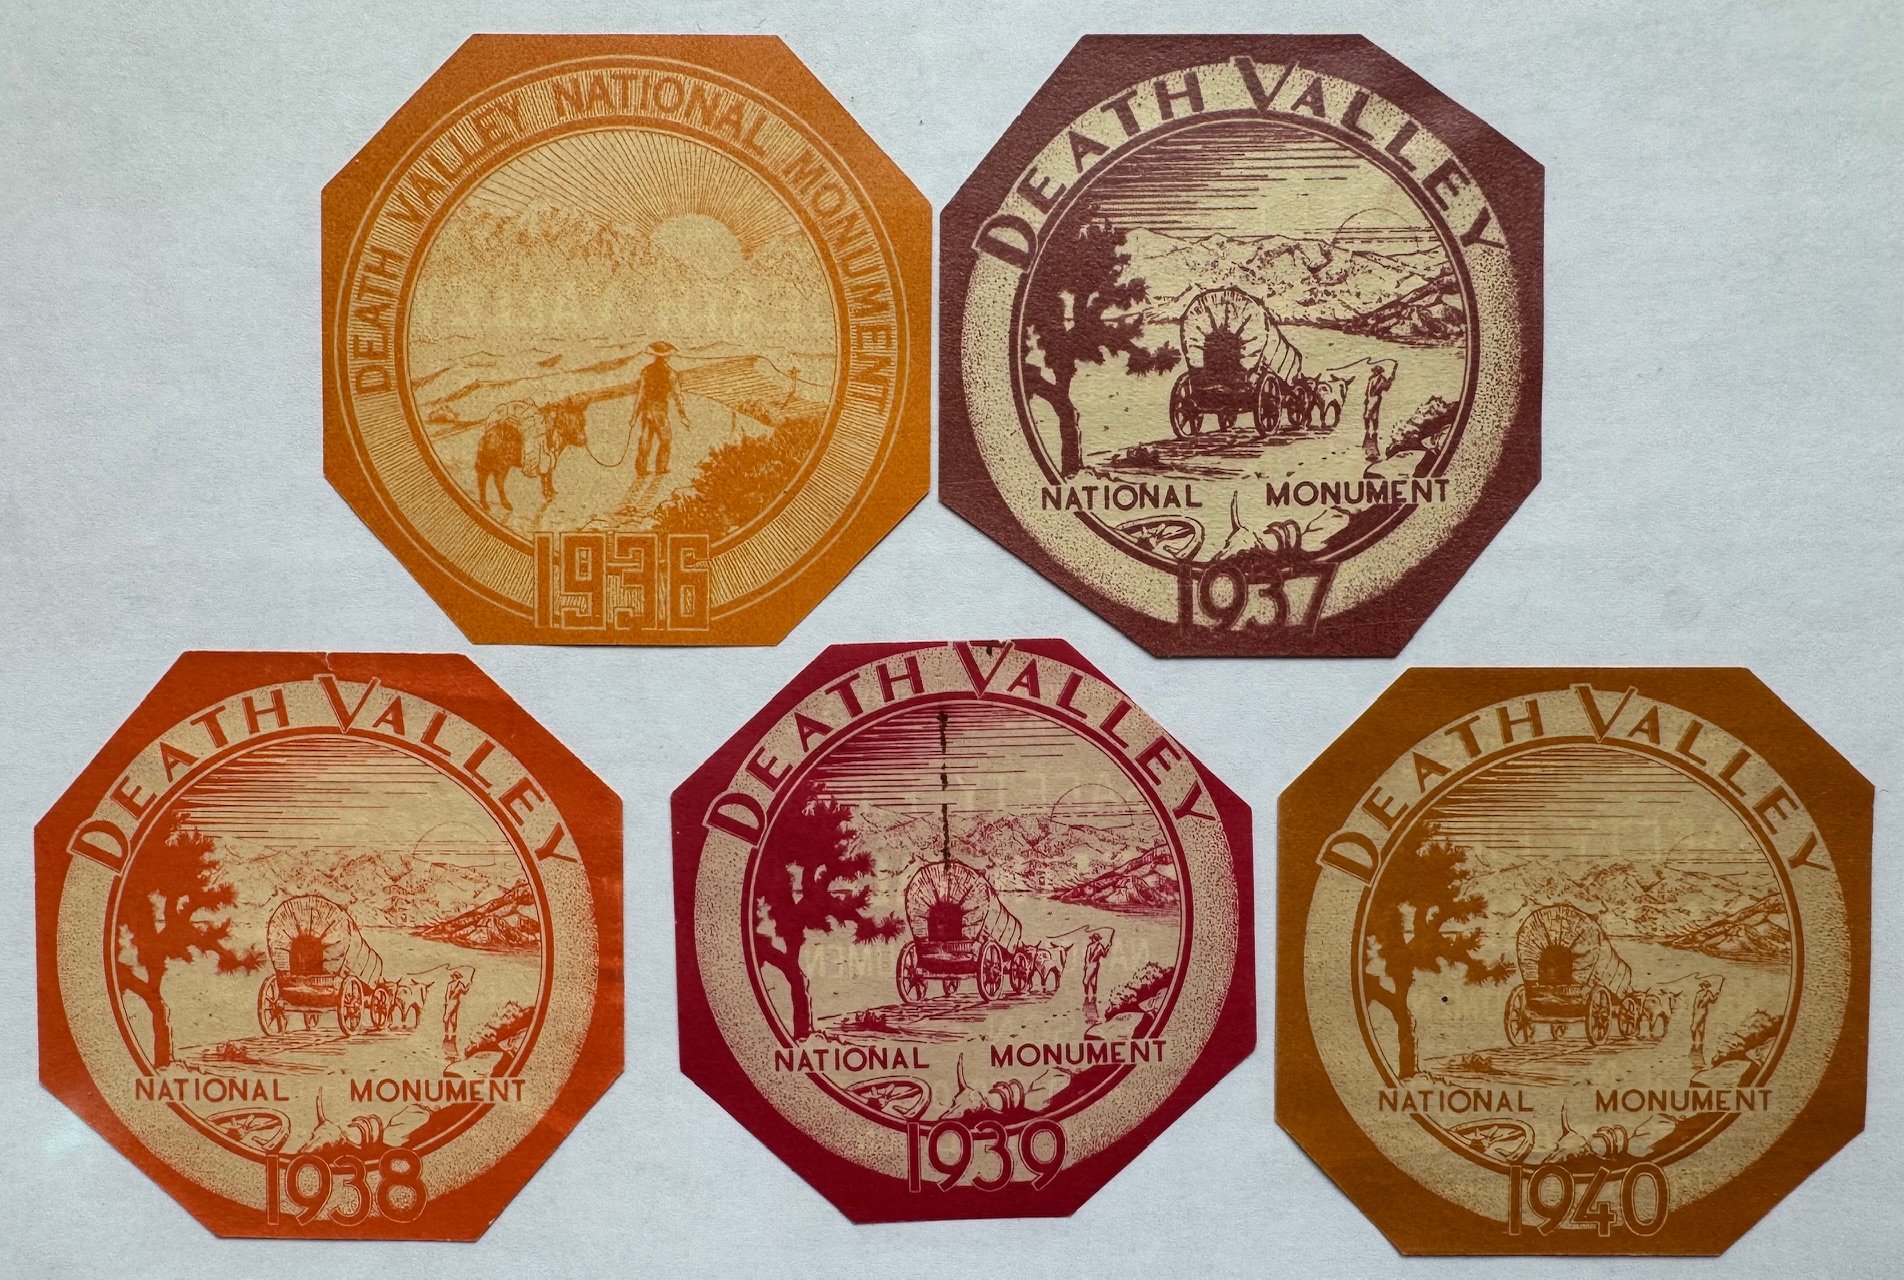 DEATH VALLEY NATIONAL MONUMENT
1936
DEATH VALLEY
NATIONAL MONUMENT
1937
DEATH VALLEY
NATIONAL MONUMENT
1938
DEATH VALLEY
NATIONAL MONUMENT
1939
DEATH VALLEY
NATIONAL MONUMENT
1940